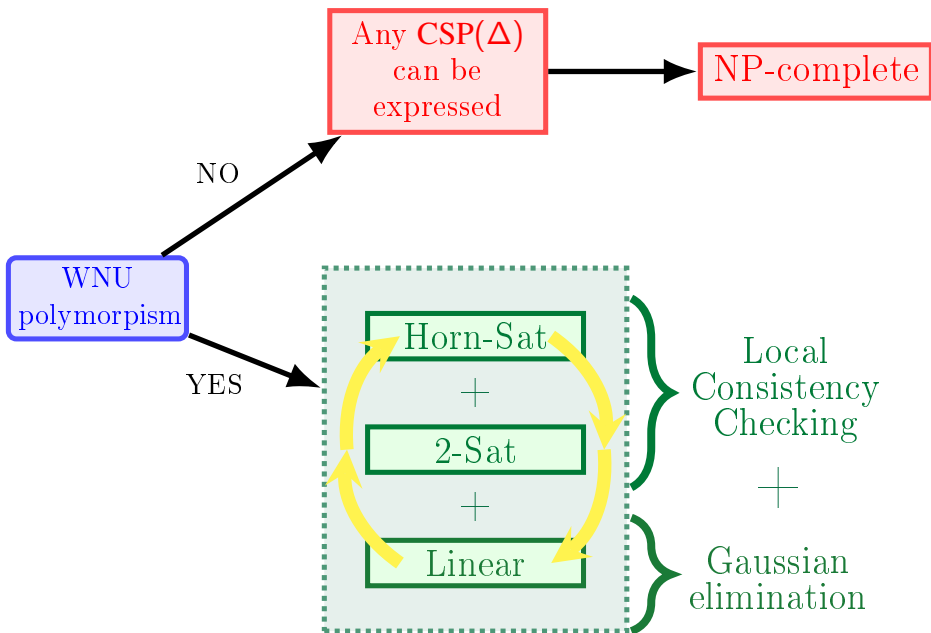 Any CSP(Δ)
can be
expressed
NP-complete
NO
WNU
polymorpism
YES
Horn-Sat
+
2-Sat
+
Linear
Local
Consistency
Checking
+
Gaussian
elimination